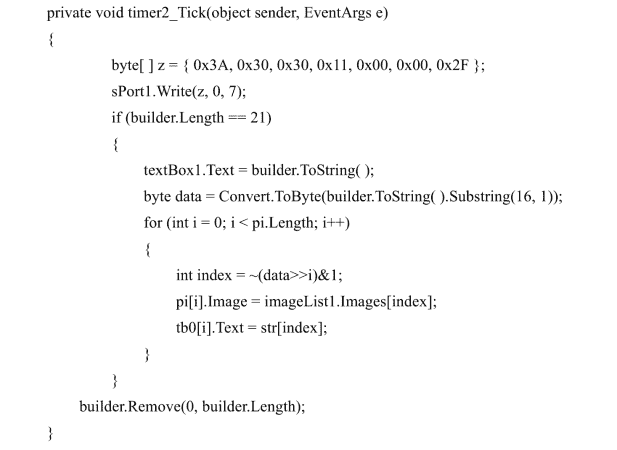 private void timer2_Tick(object sender, EventArgs e)
{
byte[ ] z = { 0x3A, 0x30, 0x30, 0x11, 0x00, 0x00, 0x2F };
sPort1.Write(z, 0, 7);
if (builder.Length == 21)
{
textBox1.Text = builder.ToString( );
byte data = Convert.ToByte(builder.ToString( ).Substring(16, 1));
for (int i = 0; i < pi.Length; i++)
{
int index = ~(data>>i)&1;
pi[i].Image = imageList1.Images[index];
tb0[i].Text = str[index];
}
}
builder.Remove(0, builder.Length);
}